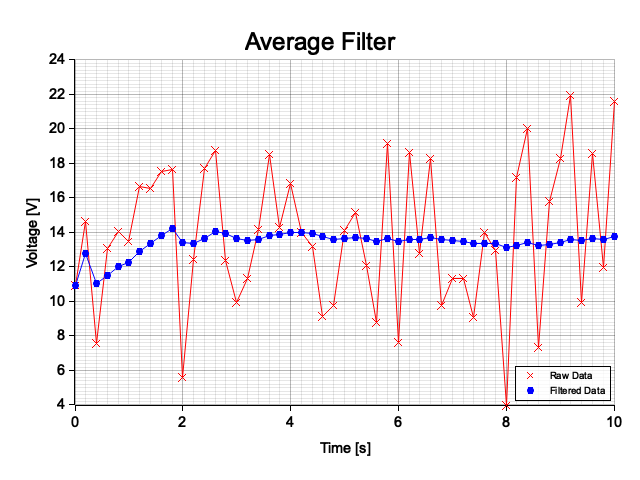 Average Filter
24
22
20
18
16
14
12
10
8
6
4
Voltage [V]
0 2 4 6 8 10
Time [s]
Raw Data
Filtered Data